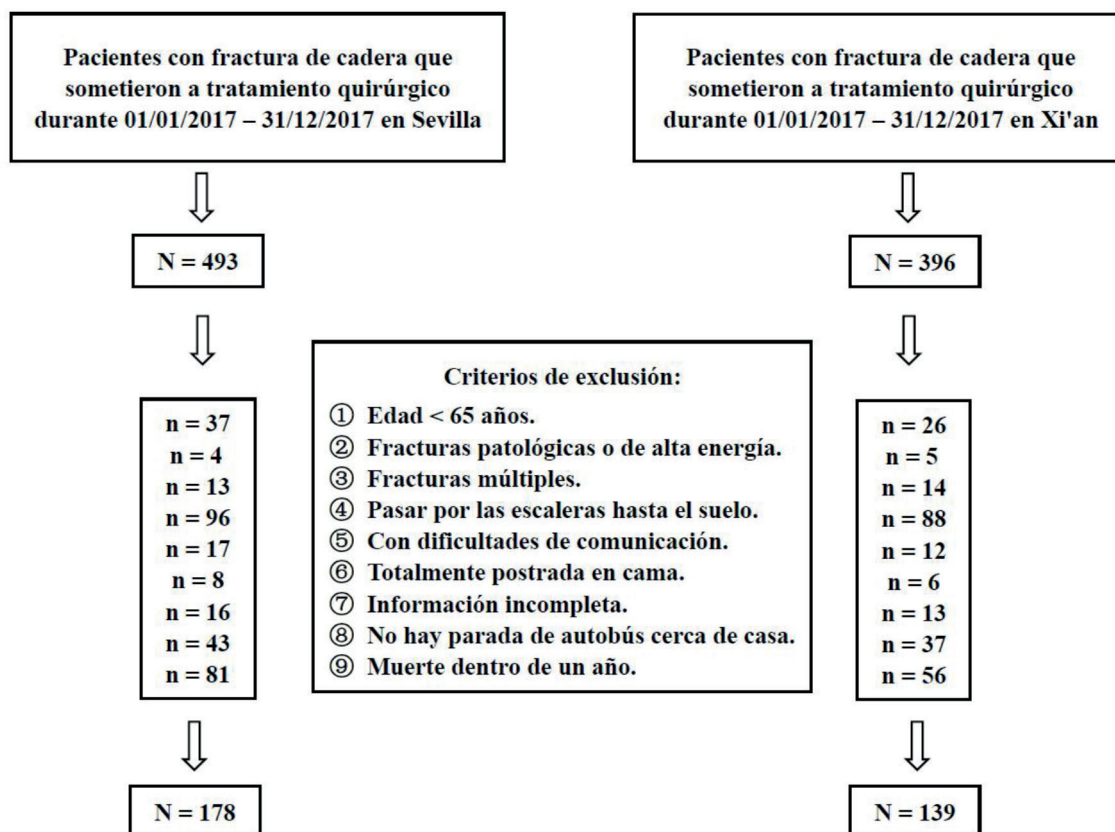 Pacientes con fractura de cadera que
sometieron a tratamiento quirúrgico
durante 01/01/2017 – 31/12/2017 en Sevilla
Pacientes con fractura de cadera que
sometieron a tratamiento quirúrgico
durante 01/01/2017 – 31/12/2017 en Xi'an
N = 493
N = 396
n = 37
n = 4
n = 13
n = 96
n = 17
n = 8
n = 16
n = 43
n = 81
Criterios de exclusión:
① Edad < 65 años.
② Fracturas patológicas o de alta energía.
③ Fracturas múltiples.
④ Pasar por las escaleras hasta el suelo.
⑤ Con dificultades de comunicación.
⑥ Totalmente postrada en cama.
⑦ Información incompleta.
⑧ No hay parada de autobús cerca de casa.
⑨ Muerte dentro de un año.
n = 26
n = 5
n = 14
n = 88
n = 12
n = 6
n = 13
n = 37
n = 56
N = 178
N = 139